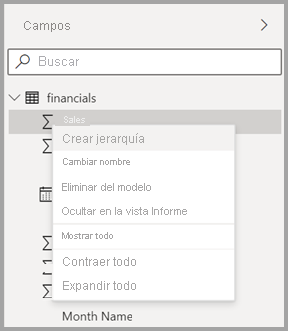 Campos
Buscar
financials
Sales
Crear jerarquía
Cambiar nombre
Eliminar del modelo
Ocultar en la vista Informe
Mostrar todo
Contraer todo
Expandir todo
Month Name